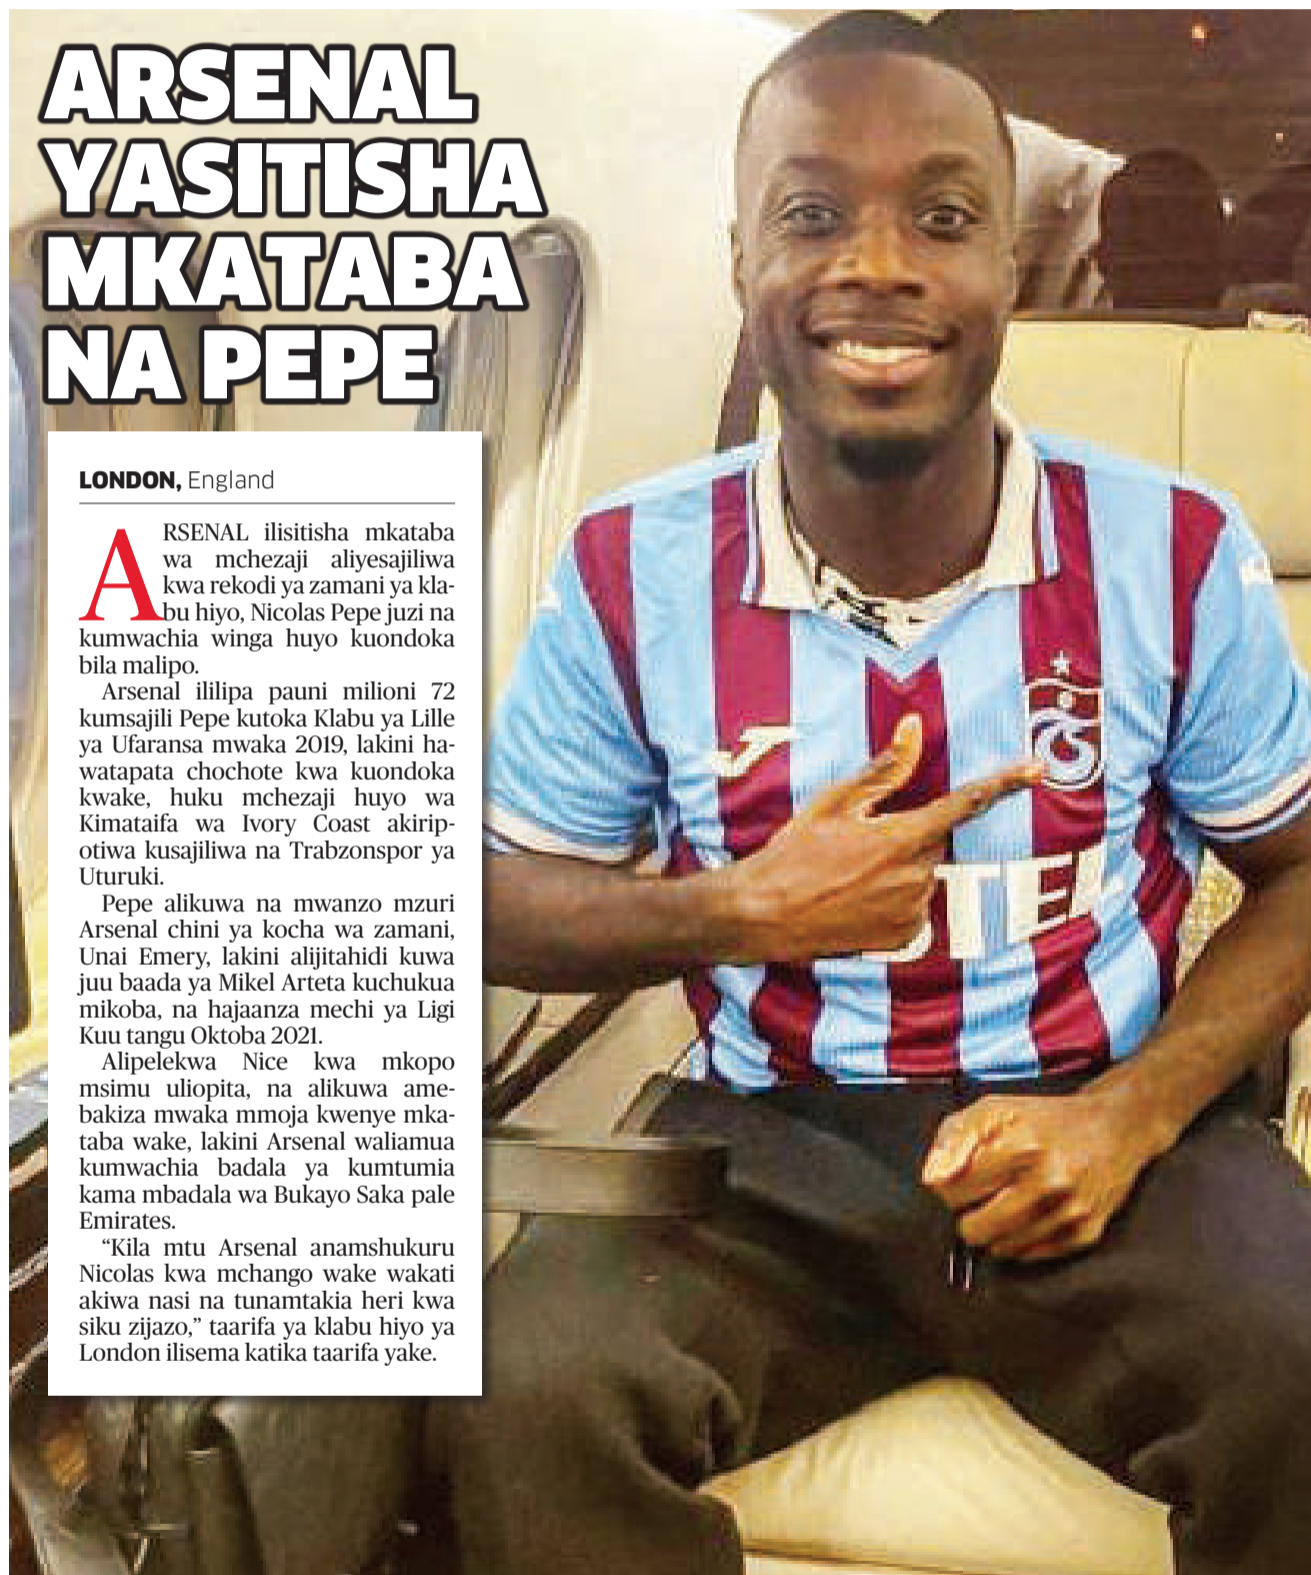 ARSENAL
YASITISHA
MKATABA
NA PEPE
LONDON, England
ARSENAL ilisitisha mkataba
wa mchezaji aliyesajiliwa
kwa rekodi ya zamani ya kla-
bu hiyo, Nicolas Pepe juzi na
kumwachia winga huyo kuondoka
bila malipo.
Arsenal ililipa pauni milioni 72
kumsajili Pepe kutoka Klabu ya Lille
ya Ufaransa mwaka 2019, lakini ha-
watapata chochote kwa kuondoka
kwake, huku mchezaji huyo wa
Kimataifa wa Ivory Coast akirip-
otiwa kusajiliwa na Trabzonspor ya
Uturuki.
Pepe alikuwa na mwanzo mzuri
Arsenal chini ya kocha wa zamani,
Unai Emery, lakini alijitahidi kuwa
juu baada ya Mikel Arteta kuchukua
mikoba, na hajaanza mechi ya Ligi
Kuu tangu Oktoba 2021.
Alipelekwa Nice kwa mkopo
msimu uliopita, na alikuwa ame-
bakiza mwaka mmoja kwenye mka-
taba wake, lakini Arsenal waliamua
kumwachia badala ya kumtumia
kama mbadala wa Bukayo Saka pale
Emirates.
“Kila mtu Arsenal anamshukuru
Nicolas kwa mchango wake wakati
akiwa nasi na tunamtakia heri kwa
siku zijazo,” taarifa ya klabu hiyo ya
London ilisema katika taarifa yake.